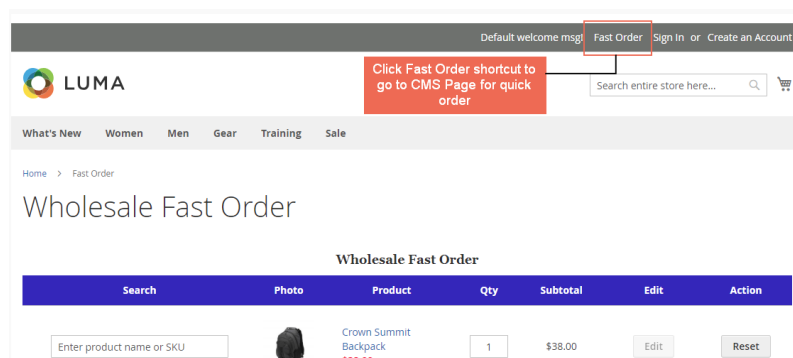 Default welcome msg! Fast Order Sign In or Create an Account
Click Fast Order shortcut to
go to CMS Page for quick
order
LUMA
Search entire store here...
What's New Women Men Gear Training Sale
Home > Fast Order
Wholesale Fast Order
Wholesale Fast Order
Search Photo Product Qty Subtotal Edit Action
Enter product name or SKU
Crown Summit
Backpack
1 $38.00 Edit Reset